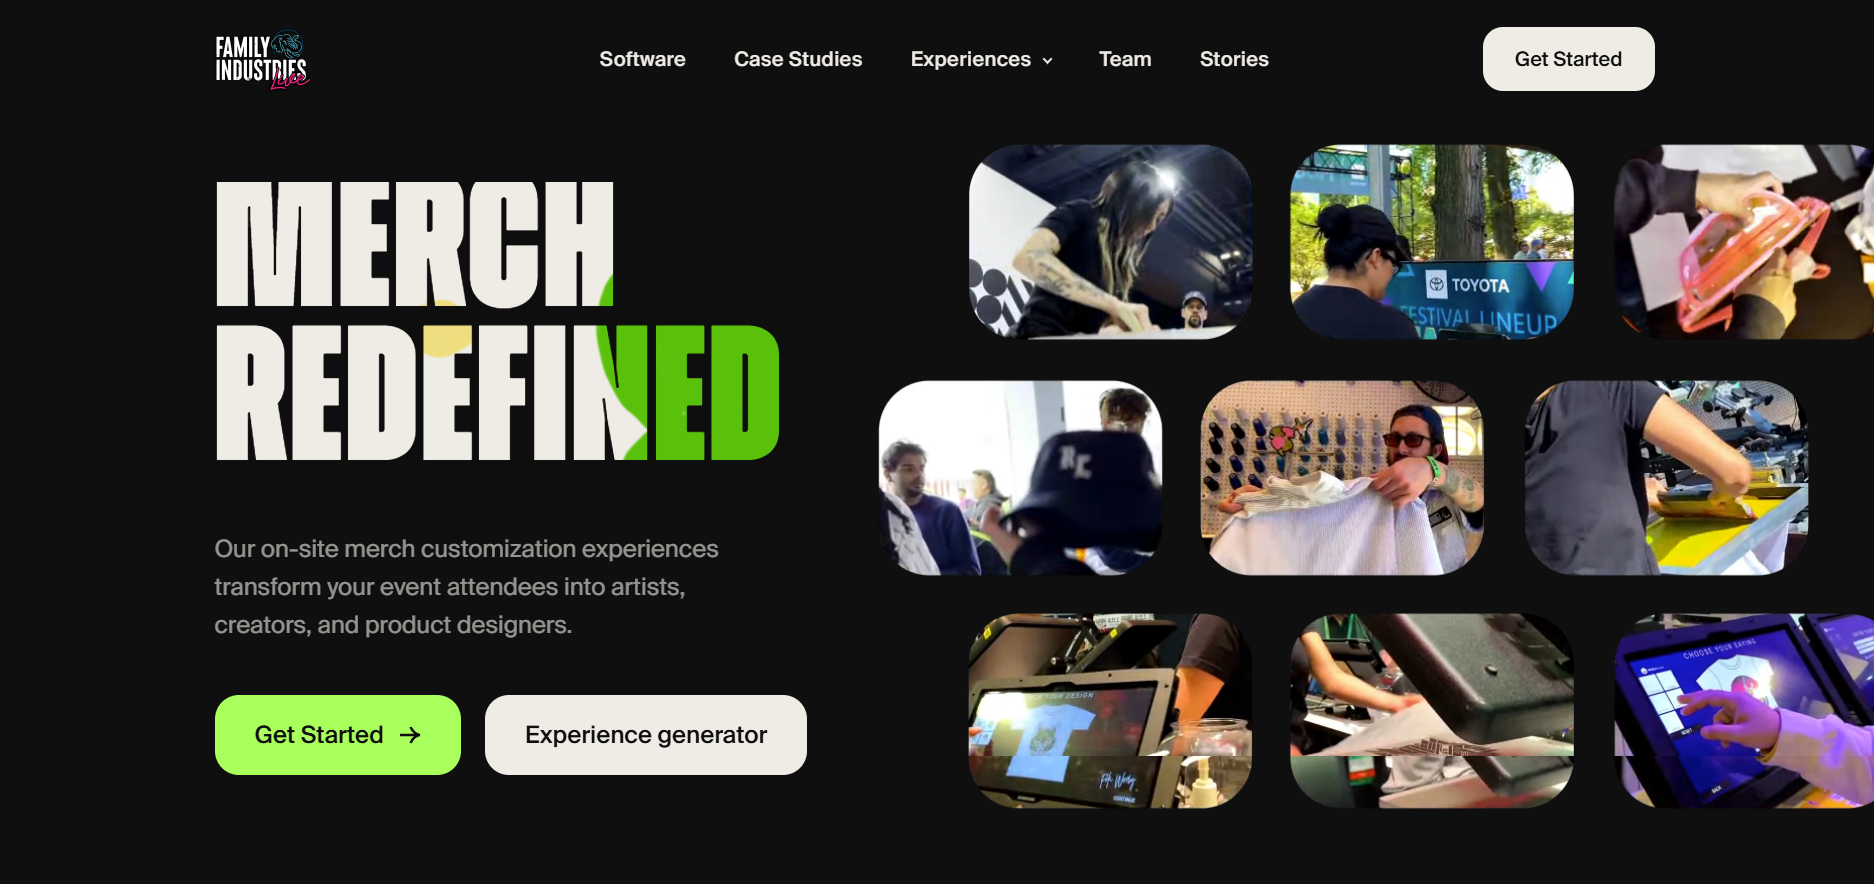 FAMILY
INDUSTRIES
Live
Software
Case Studies
Experiences
Team
Stories
Get Started
MERCH
REDEFINED
Our on-site merch customization experiences
transform your event attendees into artists,
creators, and product designers.
Get Started
Experience generator
TOYOTA
FESTIVAL LINEUP
YOUR DESIGN
CONTINUE
CHOOSE YOUR SAYING
BACK